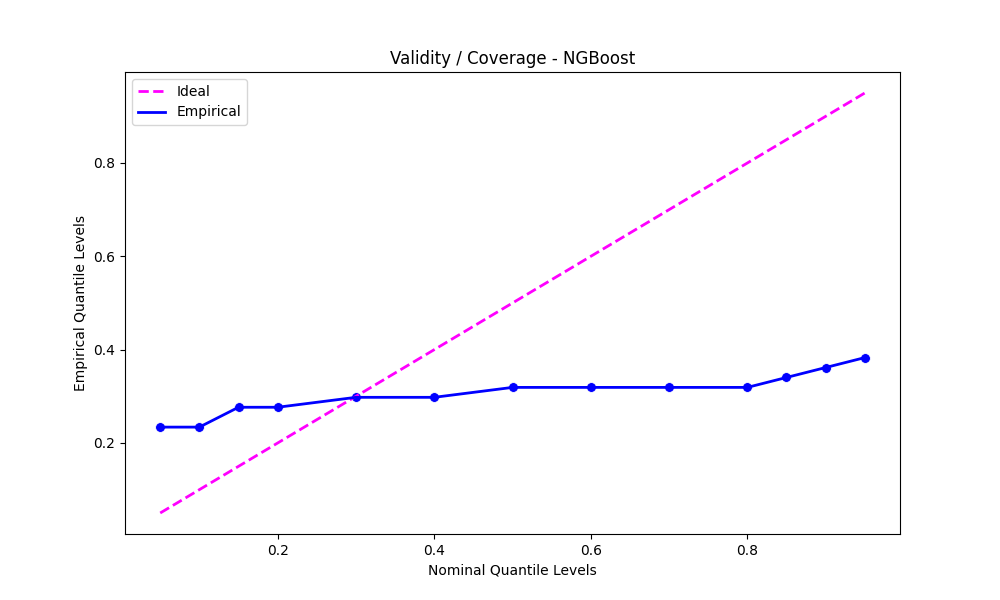 Validity / Coverage - NGBoost
Ideal
Empirical
0.8
0.6
0.4
0.2
Empirical Quantile Levels
0.2 0.4 0.6 0.8
Nominal Quantile Levels